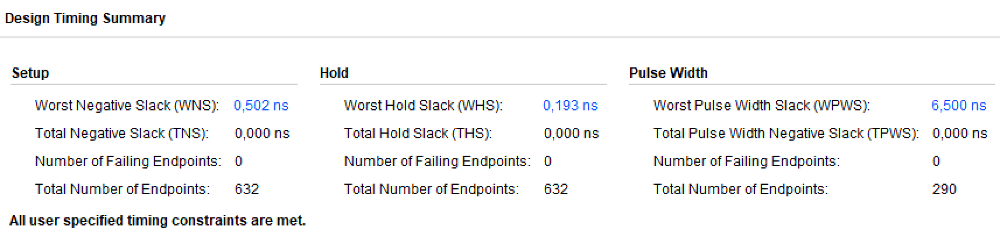 Design Timing Summary
Setup Hold Pulse Width
Worst Negative Slack (WNS): 0,502 ns Worst Hold Slack (WHS): 0,193 ns Worst Pulse Width Slack (WPWS): 6,500 ns
Total Negative Slack (TNS): 0,000 ns Total Hold Slack (THS): 0,000 ns Total Pulse Width Negative Slack (TPWS): 0,000 ns
Number of Failing Endpoints: 0 Number of Failing Endpoints: 0 Number of Failing Endpoints: 0
Total Number of Endpoints: 632 Total Number of Endpoints: 632 Total Number of Endpoints: 290
All user specified timing constraints are met.